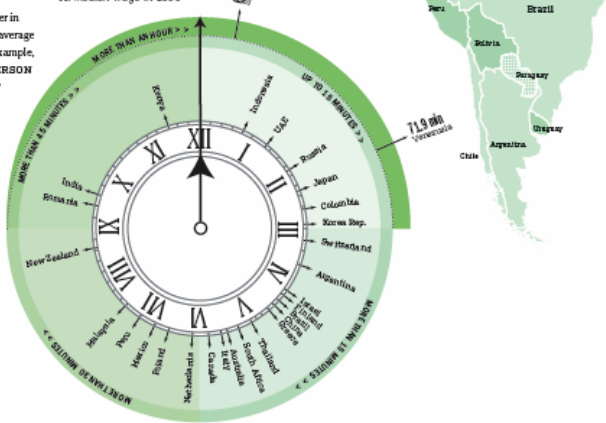 er in
average
xample,
ERSON
MORE THAN AN HOUR > >
MORE THAN 45 MINUTES > >
UP TO 15 MINUTES > >
MORE THAN 15 MINUTES > >
MORE THAN 30 MINUTES > >
71.9 min
Venezuela
XII
I
II
III
IV
V
VI
VII
VIII
IX
X
XI
Kenya
Indonesia
UAE
Russia
Japan
Colombia
Korea Rep.
Switzerland
Argentina
Israel
Finland
Brazil
China
Greece
Thailand
South Africa
Australia
Italy
Canada
Netherlands
Poland
Mexico
Peru
Malaysia
New Zealand
Romania
India
Peru
Brazil
Bolivia
Paraguay
Uruguay
Argentina
Chile